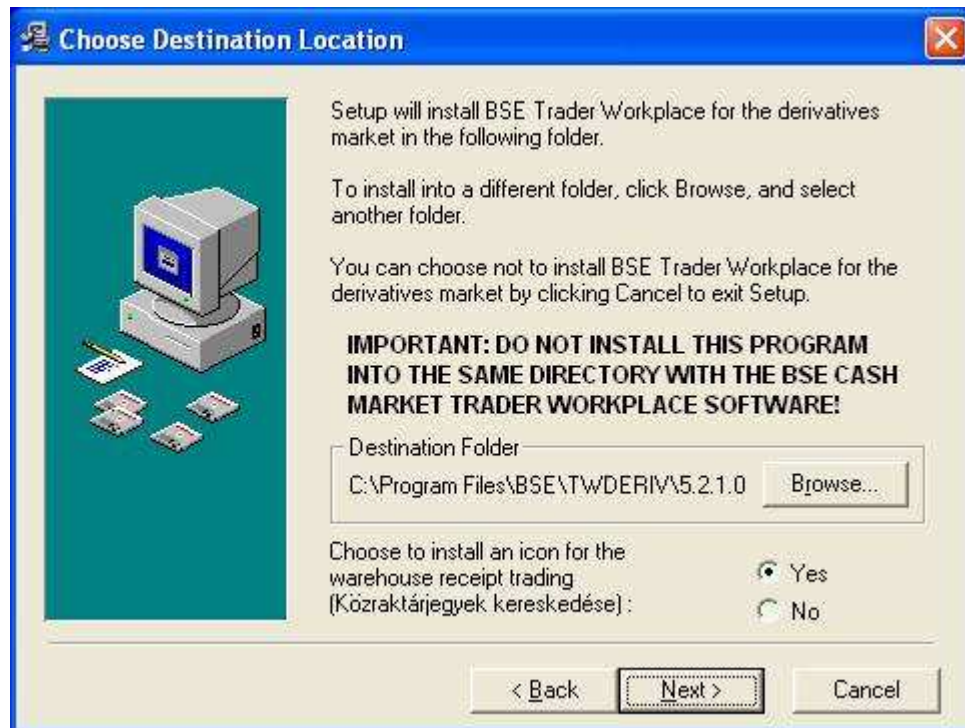 Choose Destination Location
Setup will install BSE Trader Workplace for the derivatives
market in the following folder.
To install into a different folder, click Browse, and select
another folder.
You can choose not to install BSE Trader Workplace for the
derivatives market by clicking Cancel to exit Setup.
IMPORTANT: DO NOT INSTALL THIS PROGRAM
INTO THE SAME DIRECTORY WITH THE BSE CASH
MARKET TRADER WORKPLACE SOFTWARE!
Destination Folder
C:\Program Files\BSE\TWDERIV\5.2.1.0 Browse...
Choose to install an icon for the
warehouse receipt trading
(Közraktárjegyek kereskedése) :
Yes
No
< Back Next > Cancel